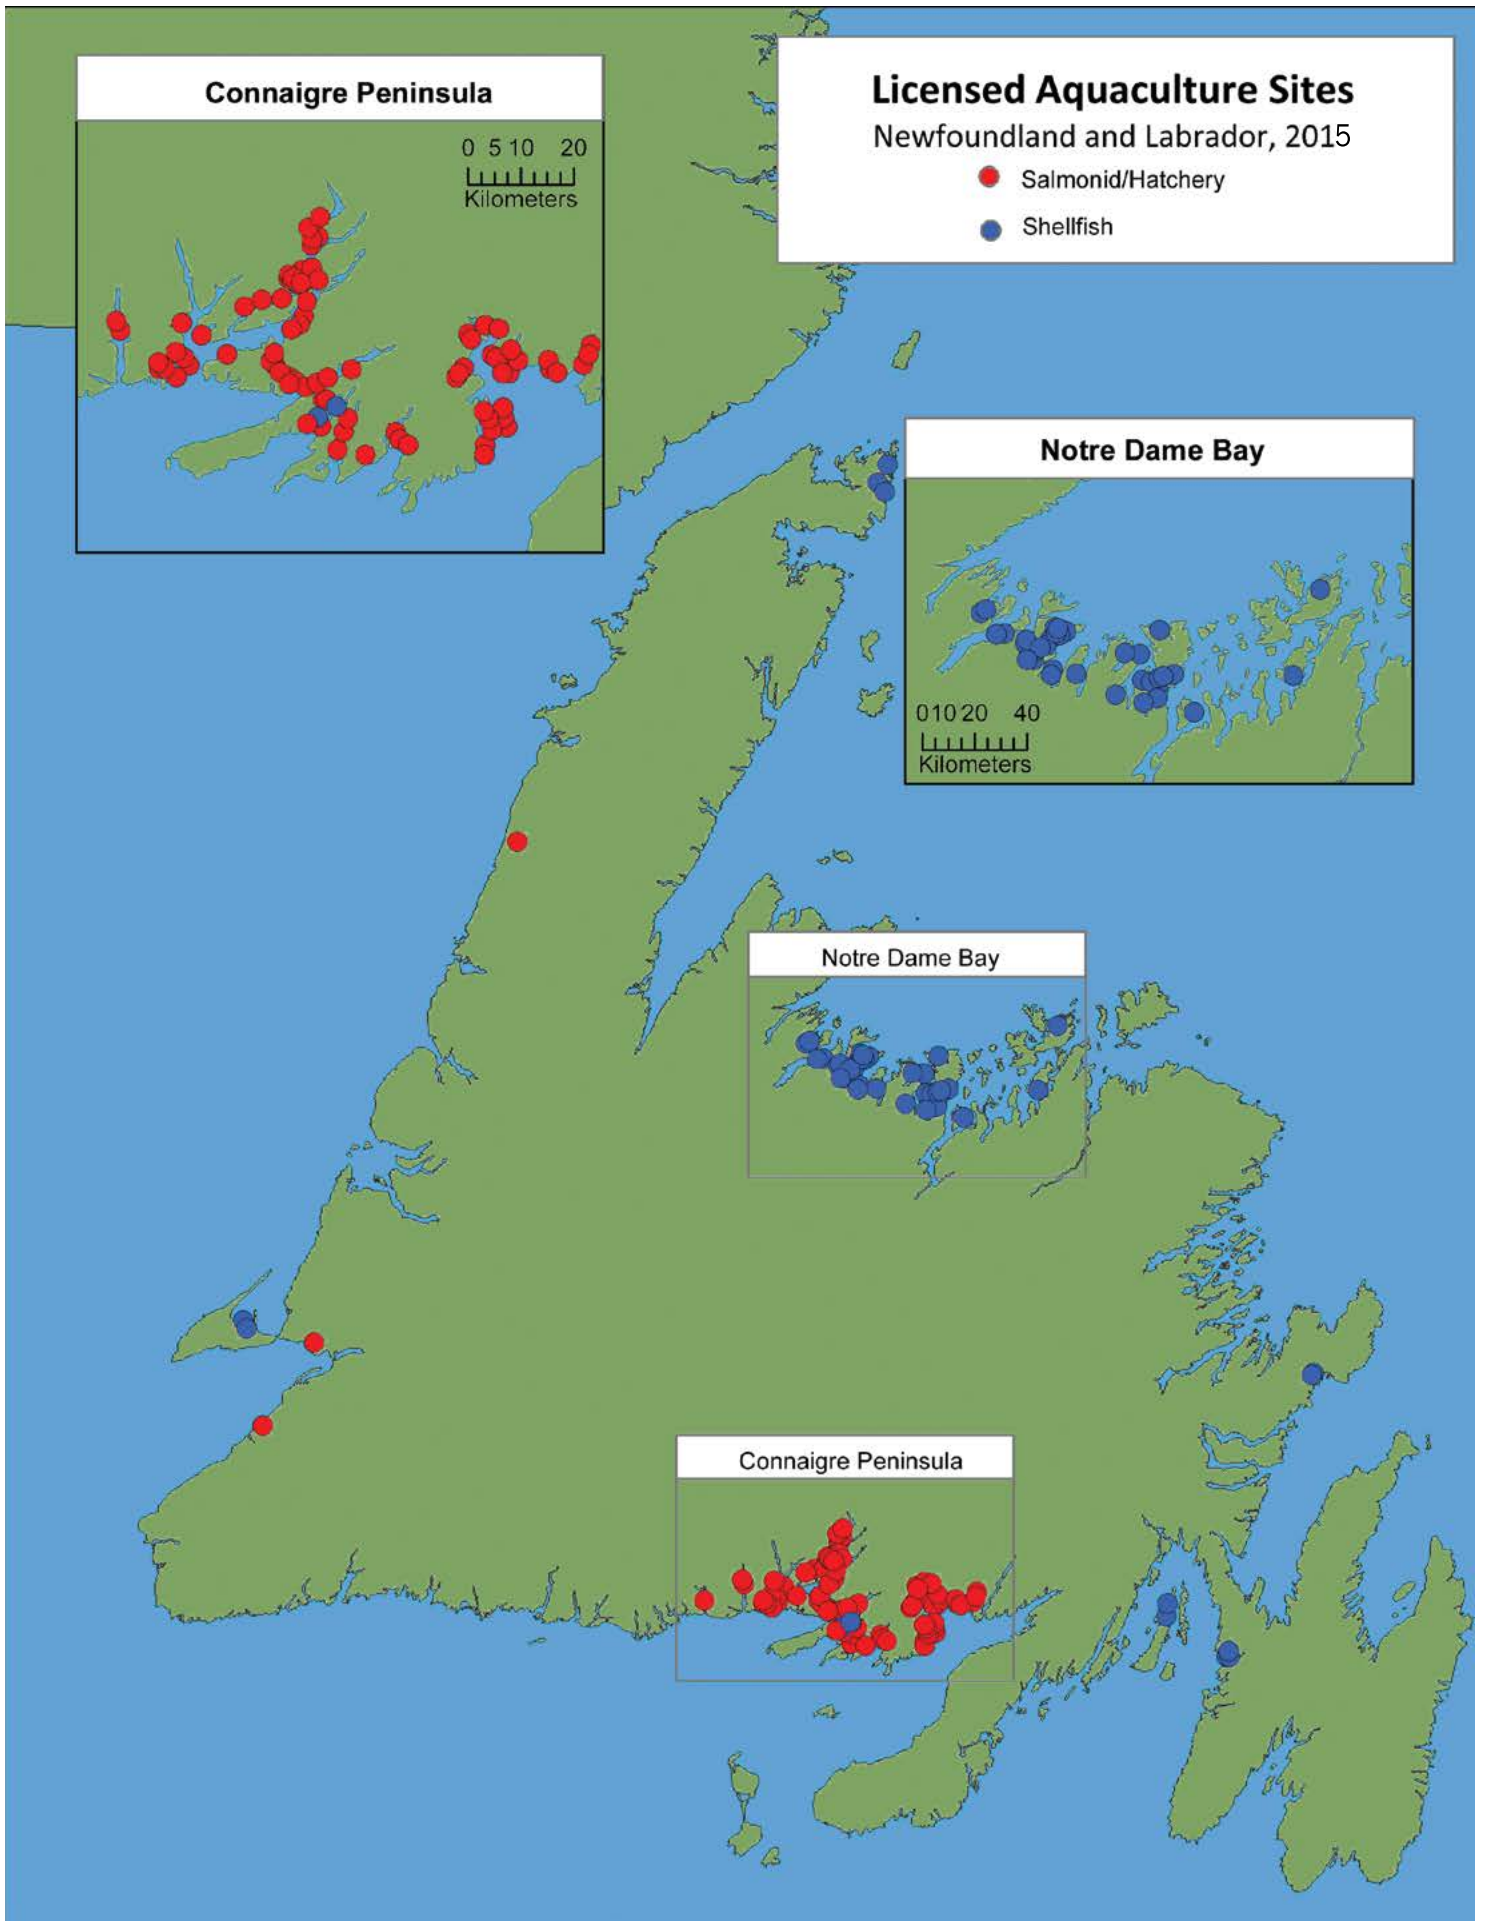 Connaigre Peninsula
0 5 10 20
Kilometers
Licensed Aquaculture Sites
Newfoundland and Labrador, 2015
Salmonid/Hatchery
Shellfish
Notre Dame Bay
0 10 20 40
Kilometers
Notre Dame Bay
Connaigre Peninsula